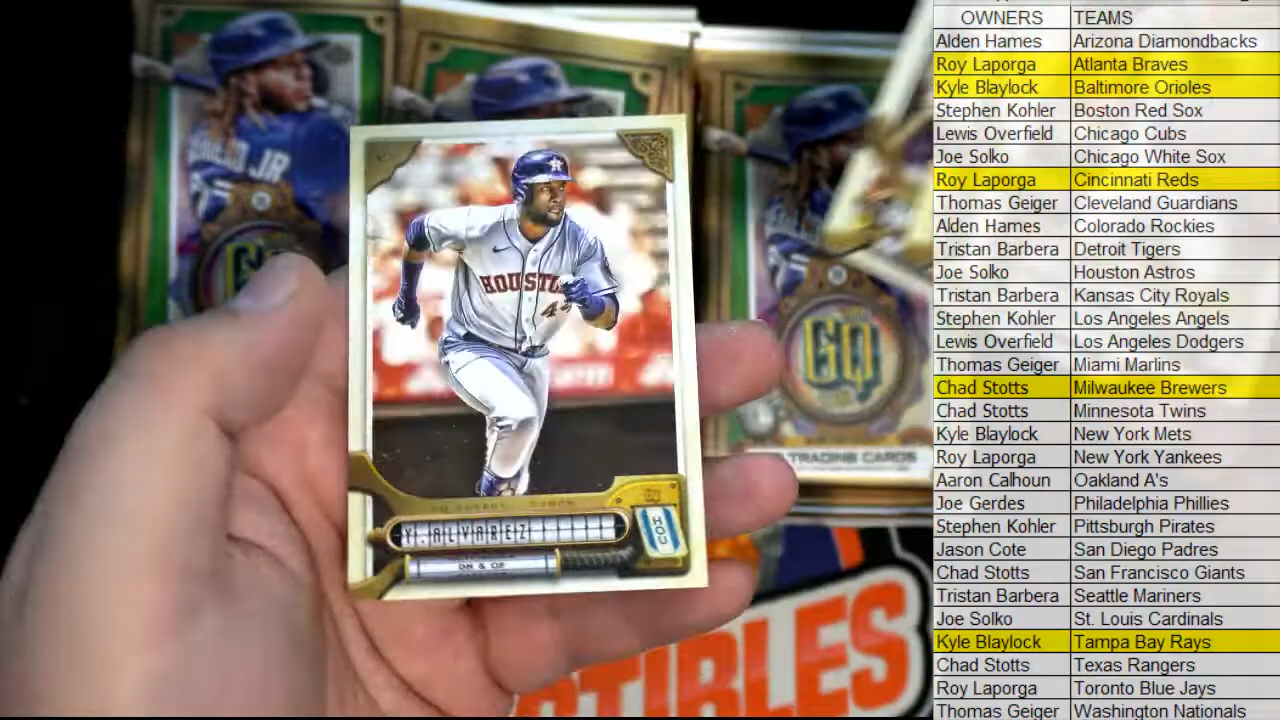 OWNERS TEAMS
Alden Hames Arizona Diamondbacks
Roy Laporga Atlanta Braves
Kyle Blaylock Baltimore Orioles
Stephen Kohler Boston Red Sox
Lewis Overfield Chicago Cubs
Joe Solko Chicago White Sox
Roy Laporga Cincinnati Reds
Thomas Geiger Cleveland Guardians
Alden Hames Colorado Rockies
Tristan Barbera Detroit Tigers
Joe Solko Houston Astros
Tristan Barbera Kansas City Royals
Stephen Kohler Los Angeles Angels
Lewis Overfield Los Angeles Dodgers
Thomas Geiger Miami Marlins
Chad Stotts Milwaukee Brewers
Chad Stotts Minnesota Twins
Kyle Blaylock New York Mets
Roy Laporga New York Yankees
Aaron Calhoun Oakland A's
Joe Gerdes Philadelphia Phillies
Stephen Kohler Pittsburgh Pirates
Jason Cote San Diego Padres
Chad Stotts San Francisco Giants
Tristan Barbera Seattle Mariners
Joe Solko St. Louis Cardinals
Kyle Blaylock Tampa Bay Rays
Chad Stotts Texas Rangers
Roy Laporga Toronto Blue Jays
Thomas Geiger Washington Nationals
JR
HOUSTO
44
Y. ALVAREZ
HOU
DH & OF
GQ
TRADING CARDS
TIBLES